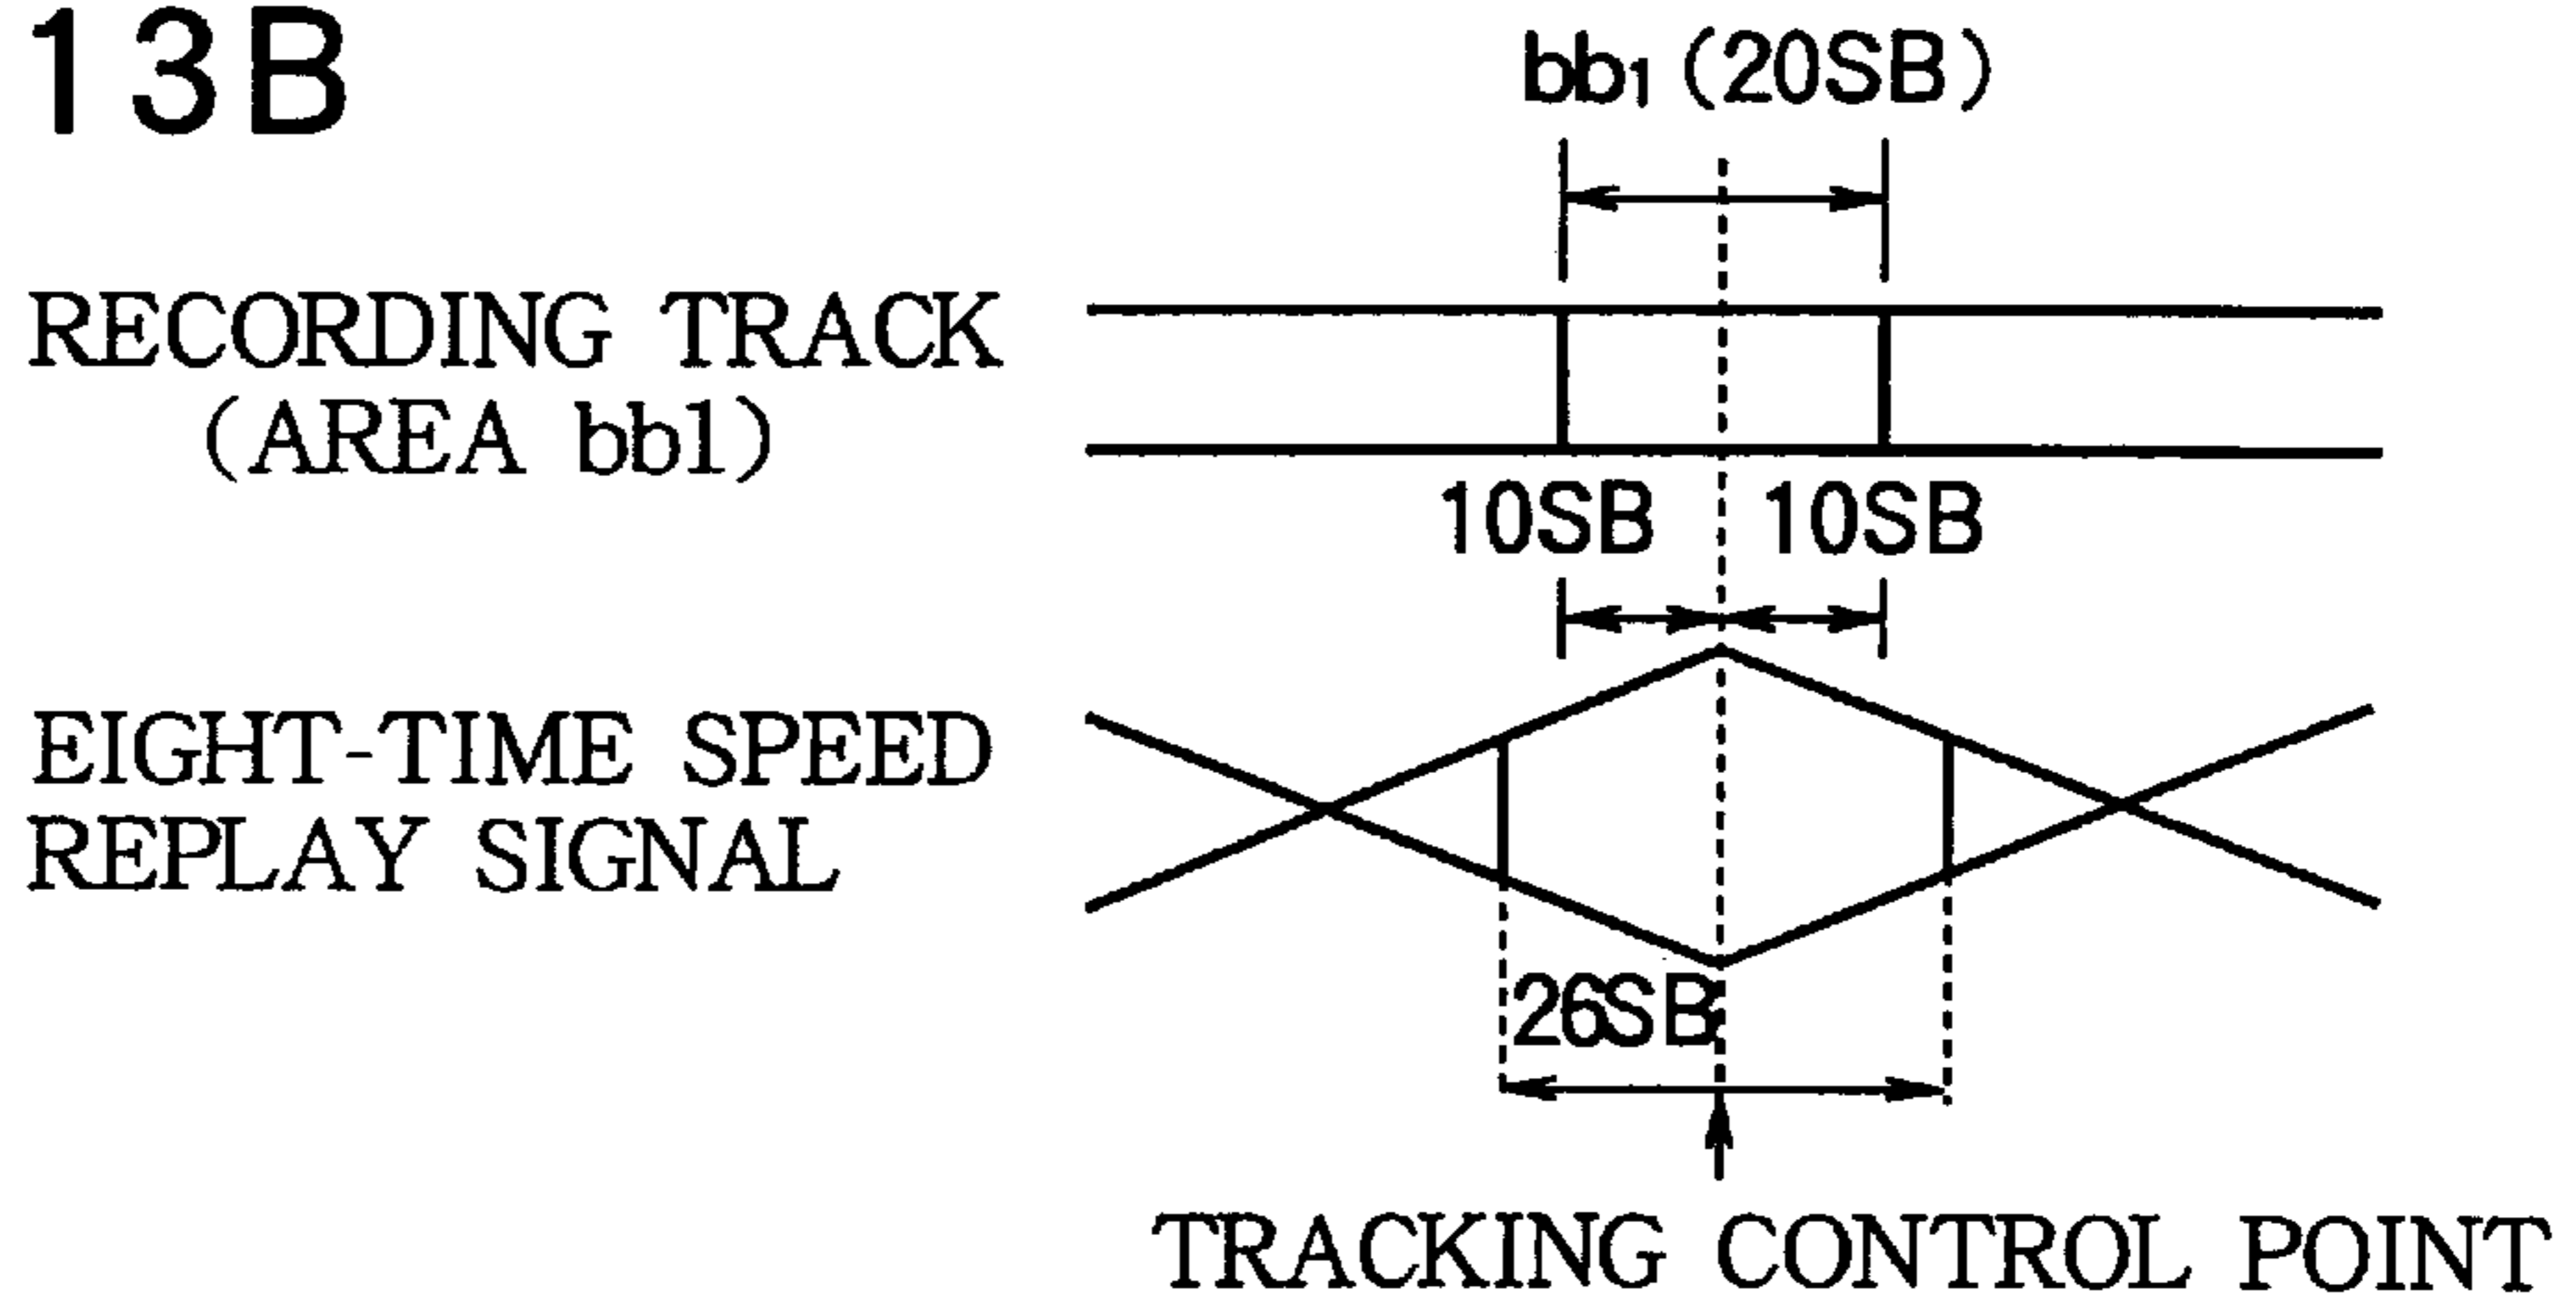 13B
bb1 (20SB)
RECORDING TRACK
(AREA bb1)
10SB 10SB
EIGHT-TIME SPEED
REPLAY SIGNAL
26SB
TRACKING CONTROL POINT